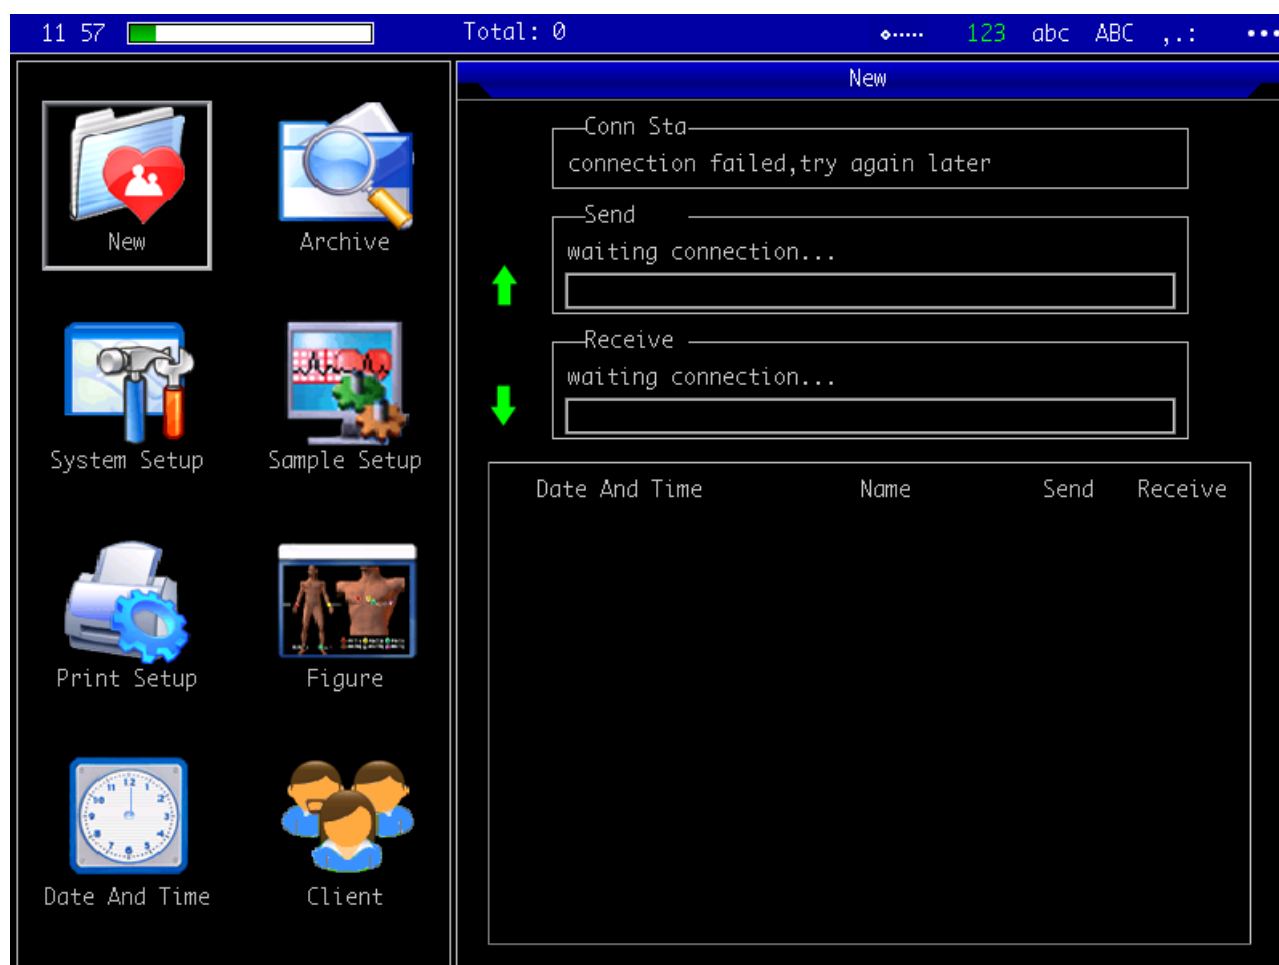 11 57 Total: 0 123 abc ABC ,.:
New
Conn Sta
connection failed,try again later
Send
waiting connection...
Receive
waiting connection...
Date And Time Name Send Receive
New Archive
System Setup Sample Setup
Print Setup Figure
Date And Time Client